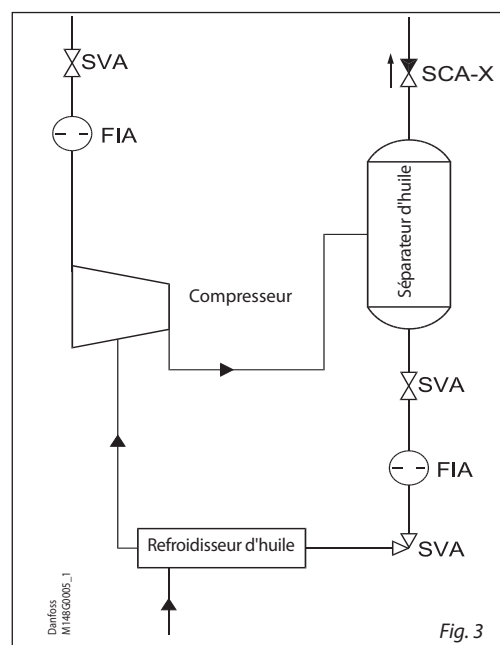 SVA
SCA-X
FIA
Séparateur d'huile
Compresseur
SVA
FIA
Refroidisseur d'huile
SVA
Danfoss
M148G0005_1
Fig. 3